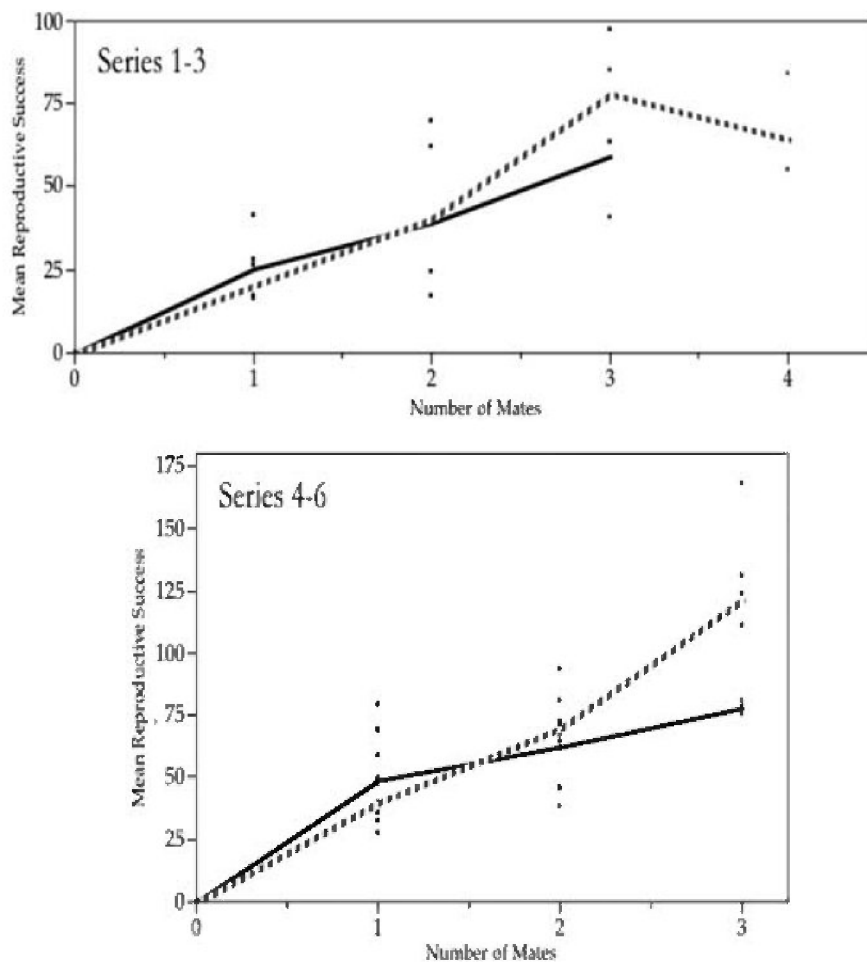 Series 1-3
Mean Reproductive Success
100
75
50
25
0
0 1 2 3 4
Number of Mates
Series 4-6
Mean Reproductive Success
175
150
125
100
75
50
25
0
0 1 2 3
Number of Mates